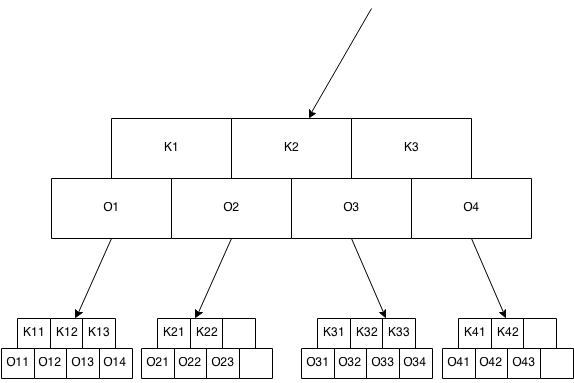 K1 K2 K3
O1 O2 O3 O4
K11 K12 K13 K21 K22 K31 K32 K33 K41 K42
O11 O12 O13 O14 O21 O22 O23 O31 O32 O33 O34 O41 O42 O43